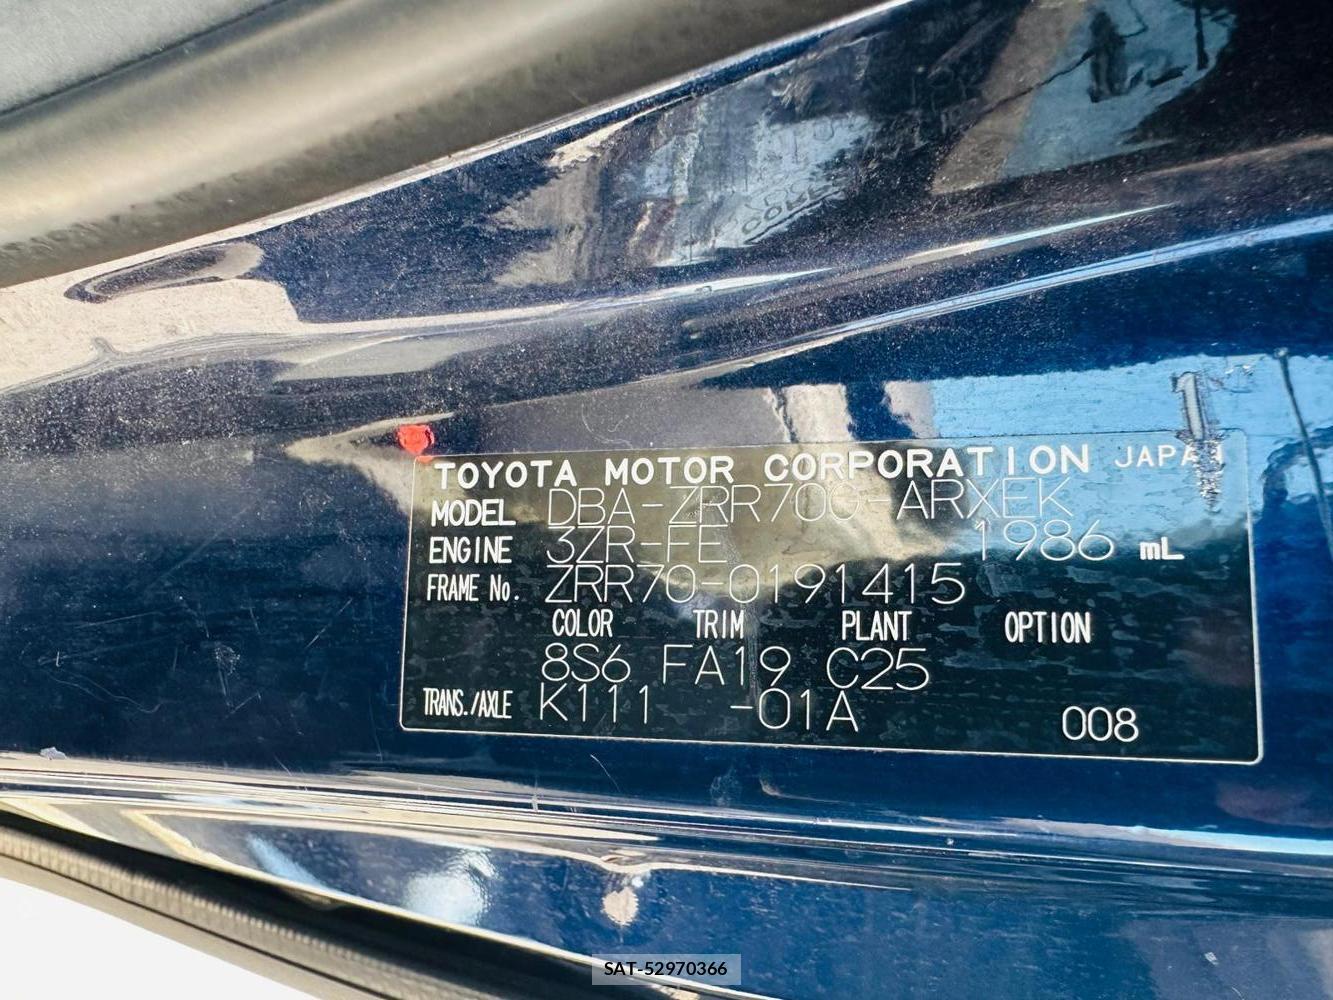 TOYOTA MOTOR CORPORATION JAPAN
MODEL DBA-ZRR70G-ARXEK
ENGINE 3ZR-FE 1986 mL
FRAME No. ZRR70-0191415
COLOR TRIM PLANT OPTION
8S6 FA19 C25
TRANS./AXLE K111 -01A
008
SAT-52970366